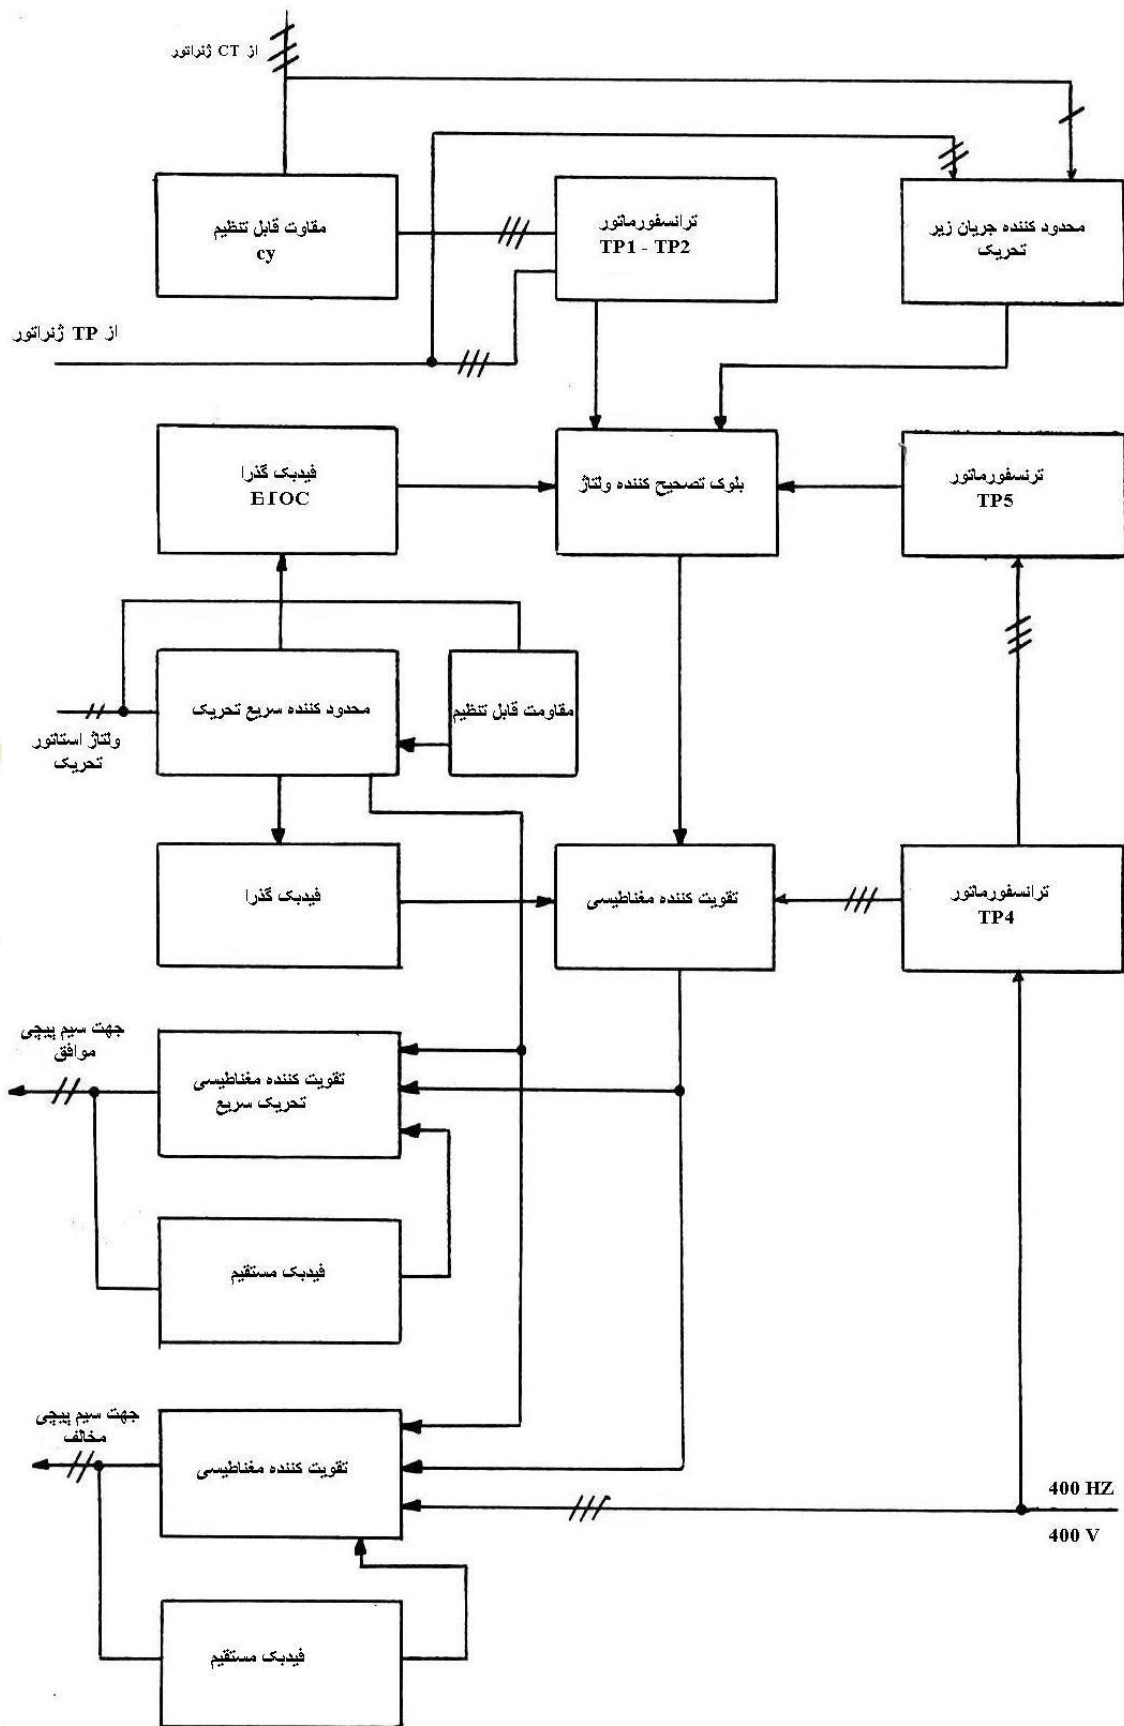 از CT ژنراتور
مقاوت قابل تنظیم
cy
ترانسفورماتور
TP1 - TP2
محدود کننده جریان زیر
تحریک
از TP ژنراتور
فیدبک گذرا
ΕΓΟC
بلوک تصحیح کننده ولتاژ
ترنسفورماتور
TP5
محدود کننده سریع تحریک
مقاومت قابل تنظیم
ولتاژ استاتور
تحریک
فیدبک گذرا
تقویت کننده مغناطیسی
ترانسفورماتور
TP4
جهت سیم پیچی
موافق
تقویت کننده مغناطیسی
تحریک سریع
فیدبک مستقیم
جهت سیم پیچی
مخالف
تقویت کننده مغناطیسی
400 HZ
400 V
فیدبک مستقیم